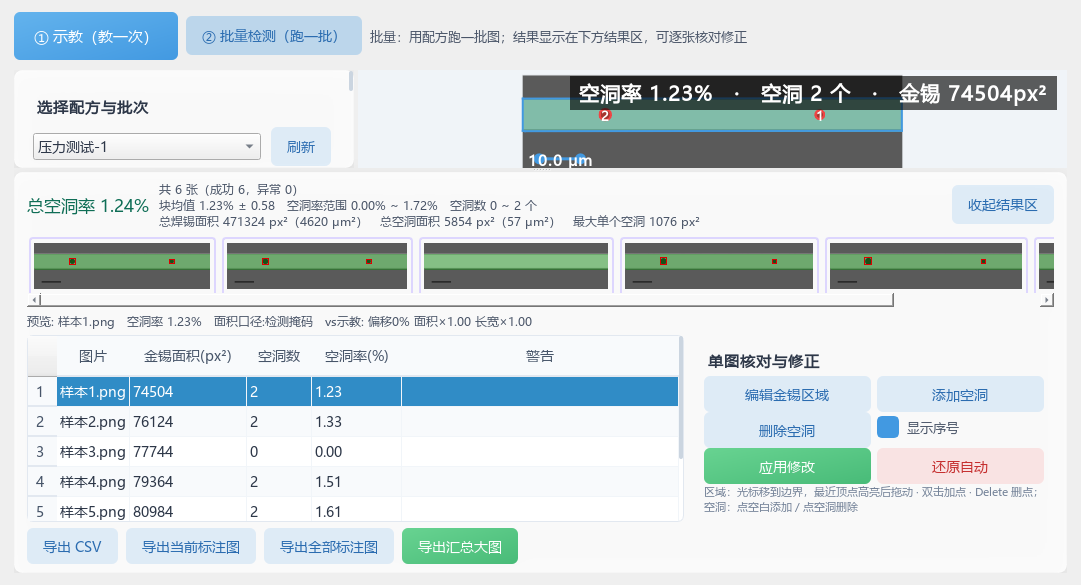 ① 示教（教一次）
② 批量检测（跑一批）
批量：用配方跑一批图；结果显示在下方结果区，可逐张核对修正
选择配方与批次
压力测试-1
刷新
空洞率 1.23% · 空洞 2 个 · 金锡 74504px²
2
1
10.0 µm
总空洞率 1.24%
共 6 张（成功 6，异常 0）
块均值 1.23% ± 0.58 空洞率范围 0.00% ~ 1.72% 空洞数 0 ~ 2 个
总焊锡面积 471324 px²（4620 µm²） 总空洞面积 5854 px²（57 µm²） 最大单个空洞 1076 px²
收起结果区
预览: 样本1.png 空洞率 1.23% 面积口径:检测掩码 vs示教: 偏移0% 面积×1.00 长宽×1.00
图片 金锡面积(px²) 空洞数 空洞率(%) 警告
1 样本1.png 74504 2 1.23
2 样本2.png 76124 2 1.33
3 样本3.png 77744 0 0.00
4 样本4.png 79364 2 1.51
5 样本5.png 80984 2 1.61
单图核对与修正
编辑金锡区域
添加空洞
删除空洞
显示序号
应用修改
还原自动
区域：光标移到边界，最近顶点高亮后拖动 · 双击加点 · Delete 删点；
空洞：点空白添加 / 点空洞删除
导出 CSV
导出当前标注图
导出全部标注图
导出汇总大图